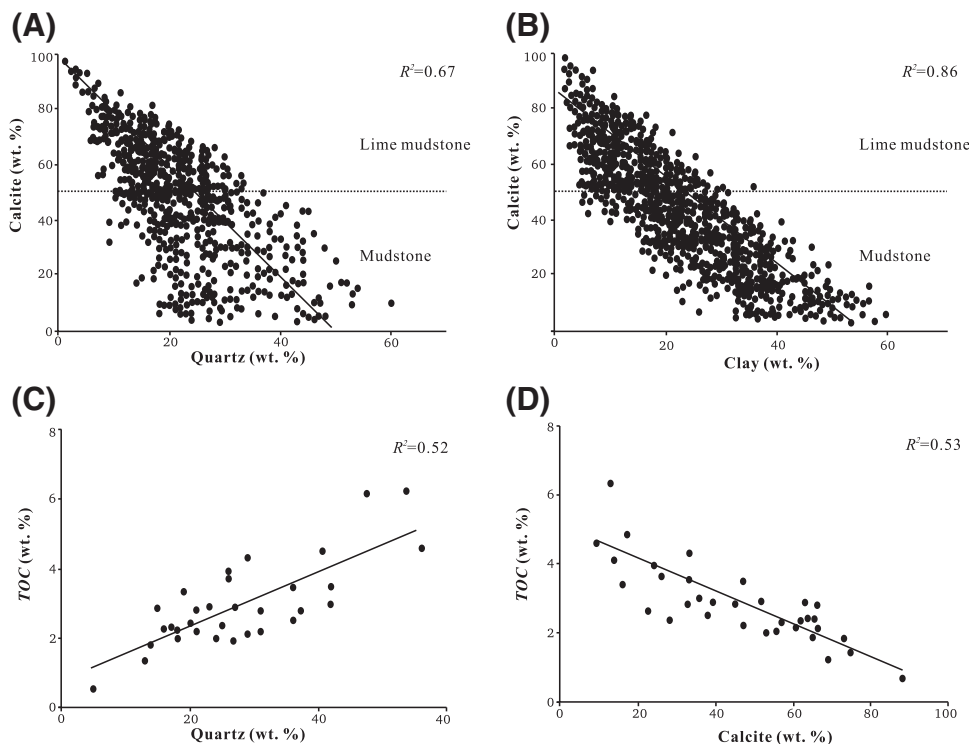 (A)
100
80
60
40
20
0
Calcite (wt. %)
R²=0.67
Lime mudstone
Mudstone
0
20
40
60
Quartz (wt. %)
(B)
100
80
60
40
20
0
Calcite (wt. %)
R²=0.86
Lime mudstone
Mudstone
0
20
40
60
Clay (wt. %)
(C)
8
6
4
2
0
TOC (wt. %)
R²=0.52
0
20
40
40
Quartz (wt. %)
(D)
8
6
4
2
0
TOC (wt. %)
R²=0.53
0
20
40
60
80
100
Calcite (wt. %)